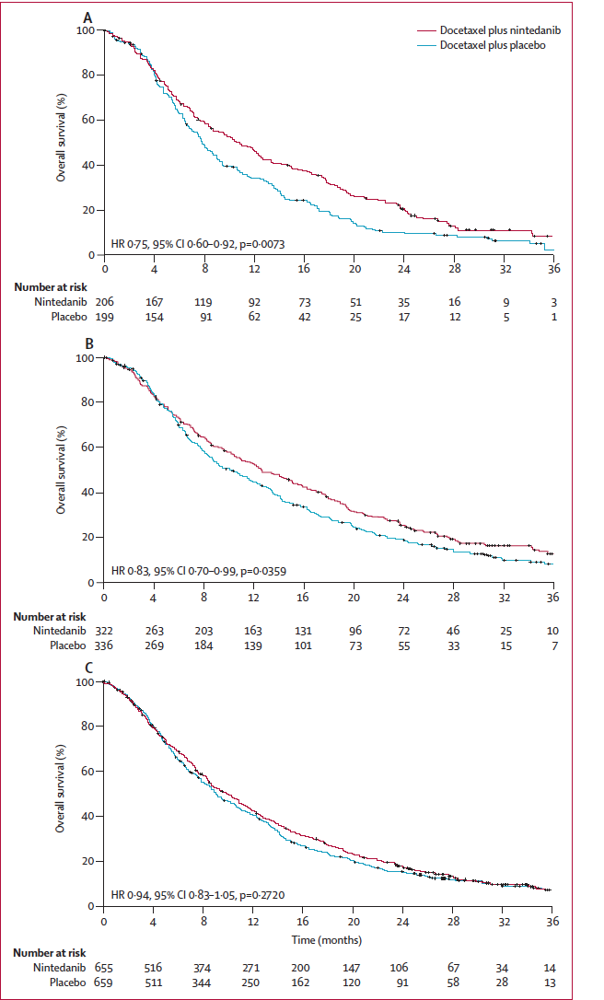 A
Docetaxel plus nintedanib
Docetaxel plus placebo
100
80
60
40
20
0
Overall survival (%)
HR 0·75, 95% CI 0·60–0·92, p=0·0073
0 4 8 12 16 20 24 28 32 36
Number at risk
Nintedanib 206 167 119 92 73 51 35 16 9 3
Placebo 199 154 91 62 42 25 17 12 5 1
B
100
80
60
40
20
0
Overall survival (%)
HR 0·83, 95% CI 0·70–0·99, p=0·0359
0 4 8 12 16 20 24 28 32 36
Number at risk
Nintedanib 322 263 203 163 131 96 72 46 25 10
Placebo 336 269 184 139 101 73 55 33 15 7
C
100
80
60
40
20
0
Overall survival (%)
HR 0·94, 95% CI 0·83–1·05, p=0·2720
0 4 8 12 16 20 24 28 32 36
Time (months)
Number at risk
Nintedanib 655 516 374 271 200 147 106 67 34 14
Placebo 659 511 344 250 162 120 91 58 28 13